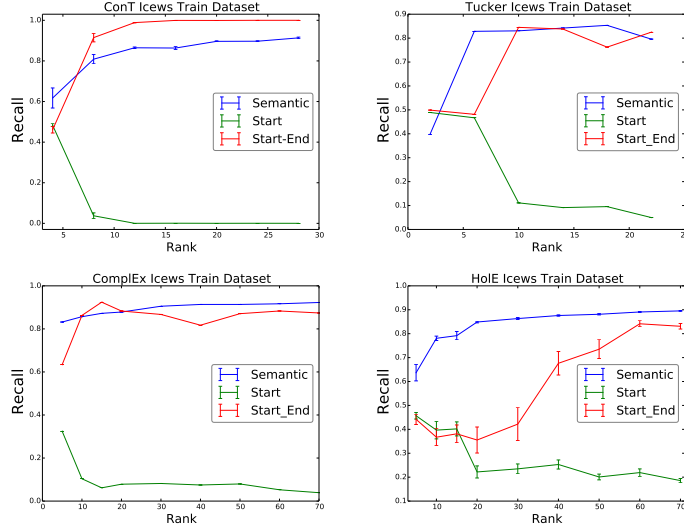 ConT Icews Train Dataset
Recall
1.0
0.8
0.6
0.4
0.2
0.0
Semantic
Start
Start-End
5 10 15 20 25 30
Rank
Tucker Icews Train Dataset
Recall
0.9
0.8
0.7
0.6
0.5
0.4
0.3
0.2
0.1
0.0
Semantic
Start
Start_End
0 5 10 15 20 25
Rank
ComplEx Icews Train Dataset
Recall
1.0
0.8
0.6
0.4
0.2
0.0
Semantic
Start
Start_End
0 10 20 30 40 50 60 70
Rank
HolE Icews Train Dataset
Recall
1.0
0.9
0.8
0.7
0.6
0.5
0.4
0.3
0.2
0.1
Semantic
Start
Start_End
0 10 20 30 40 50 60 70
Rank